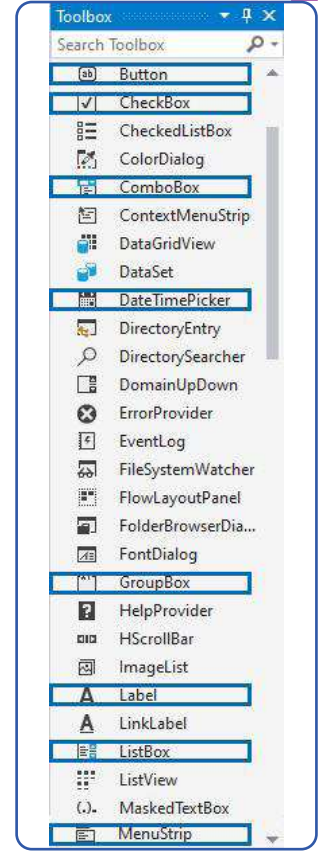 Toolbox
Search Toolbox
Button
CheckBox
CheckedListBox
ColorDialog
ComboBox
ContextMenuStrip
DataGridView
DataSet
DateTimePicker
DirectoryEntry
DirectorySearcher
DomainUpDown
ErrorProvider
EventLog
FileSystemWatcher
FlowLayoutPanel
FolderBrowserDia...
FontDialog
GroupBox
HelpProvider
HScrollBar
ImageList
A Label
A LinkLabel
ListBox
ListView
(.). MaskedTextBox
MenuStrip